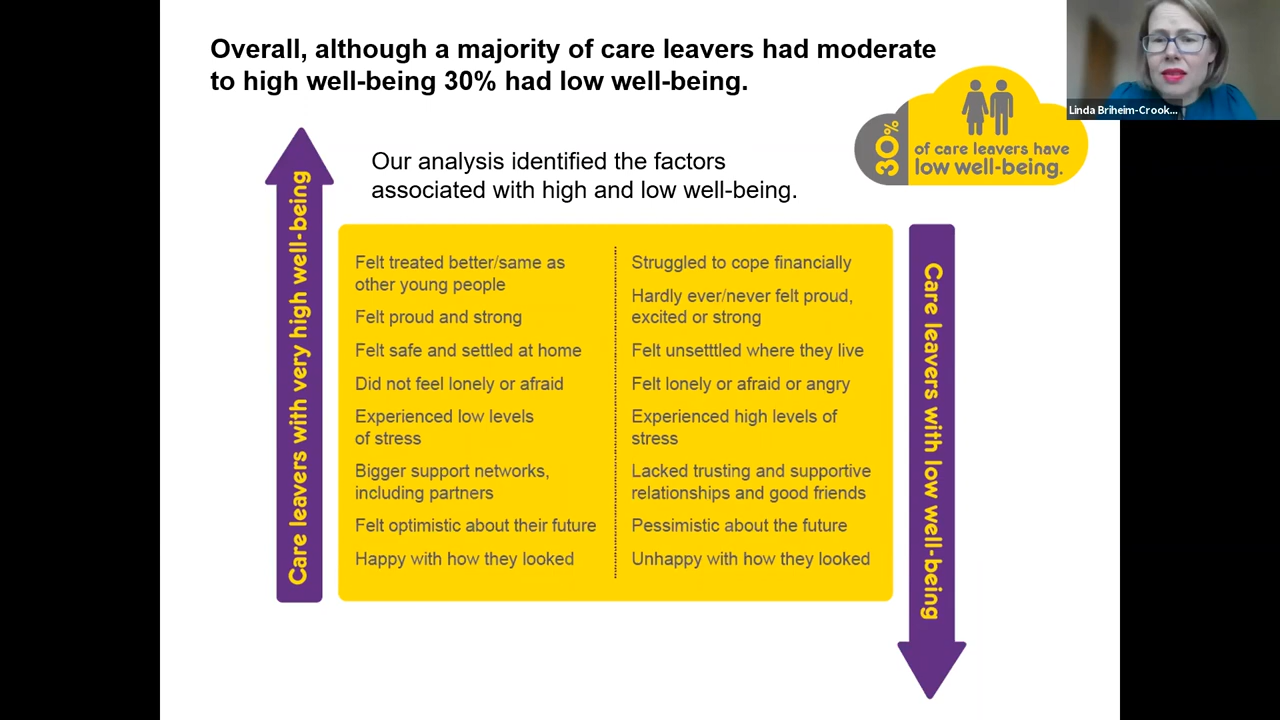 Overall, although a majority of care leavers had moderate
to high well-being 30% had low well-being.
Linda Briheim-Crook...
30%
of care leavers have
low well-being.
Our analysis identified the factors
associated with high and low well-being.
Care leavers with very high well-being
Felt treated better/same as
other young people
Felt proud and strong
Felt safe and settled at home
Did not feel lonely or afraid
Experienced low levels
of stress
Bigger support networks,
including partners
Felt optimistic about their future
Happy with how they looked
Struggled to cope financially
Hardly ever/never felt proud,
excited or strong
Felt unsetttled where they live
Felt lonely or afraid or angry
Experienced high levels of
stress
Lacked trusting and supportive
relationships and good friends
Pessimistic about the future
Unhappy with how they looked
Care leavers with low well-being